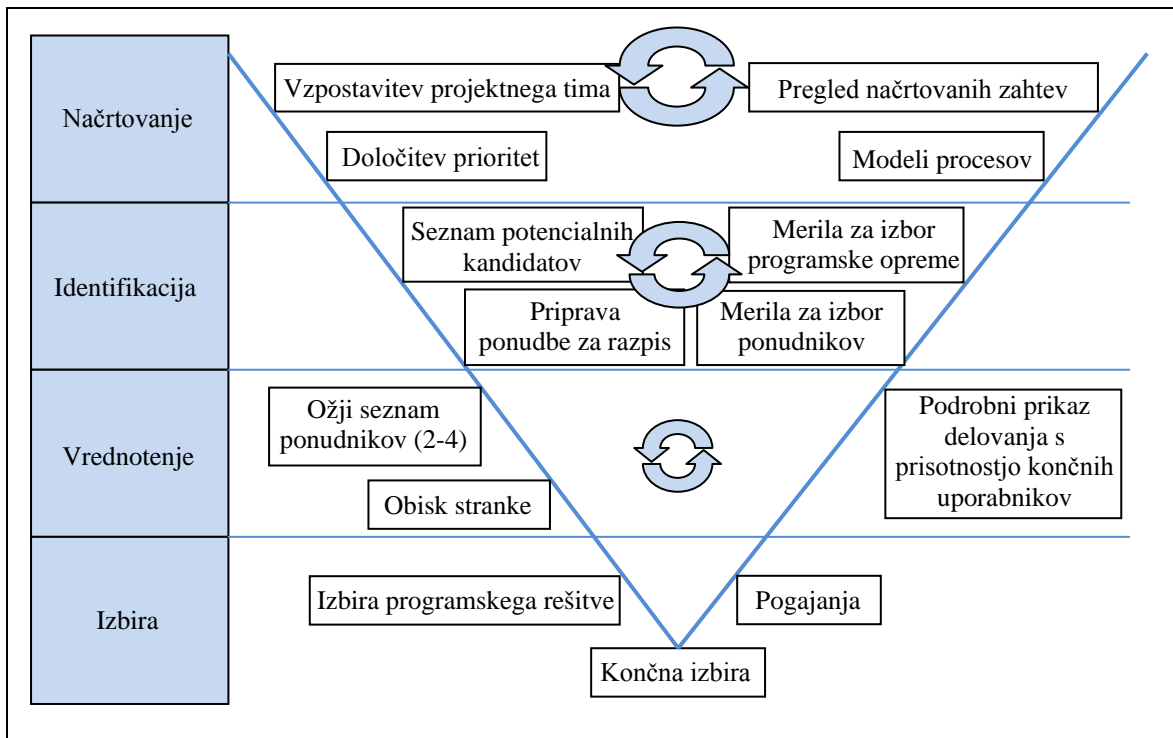 Načrtovanje
Vzpostavitev projektnega tima
Pregled načrtovanih zahtev
Določitev prioritet
Modeli procesov
Identifikacija
Seznam potencialnih
kandidatov
Merila za izbor
programske opreme
Priprava
ponudbe za razpis
Merila za izbor
ponudnikov
Vrednotenje
Ožji seznam
ponudnikov (2-4)
Obisk stranke
Podrobni prikaz
delovanja s
prisotnostjo končnih
uporabnikov
Izbira
Izbira programskega rešitve
Pogajanja
Končna izbira